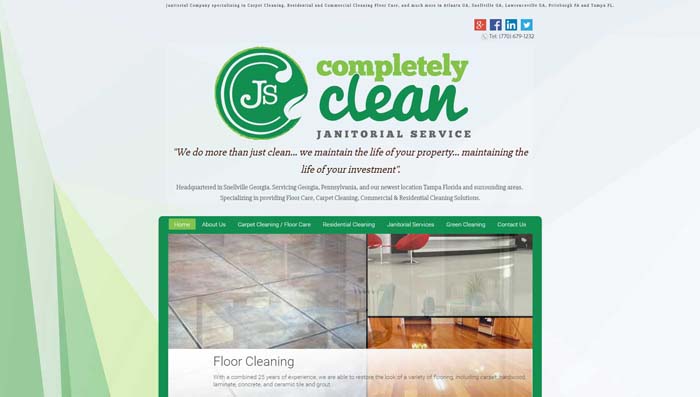 Janitorial Company specializing in Carpet Cleaning, Residential and Commercial Cleaning Floor Care, and much more in Atlanta GA, Snellville GA, Lawrenceville GA, Pittsburgh PA and Tampa FL.
Tel: (770) 679-1232
JS
completely
clean
JANITORIAL SERVICE
"We do more than just clean... we maintain the life of your property... maintaining the
life of your investment".
Headquartered in Snellville Georgia, Servicing Georgia, Pennsylvania, and our newest location Tampa Florida and surrounding areas.
Specializing in providing Floor Care, Carpet Cleaning, Commercial & Residential Cleaning Solutions.
Home About Us Carpet Cleaning / Floor Care Residential Cleaning Janitorial Services Green Cleaning Contact Us
Floor Cleaning
With a combined 25 years of experience, we are able to restore the look of a variety of flooring, including carpet, hardwood,
laminate, concrete, and ceramic tile and grout.